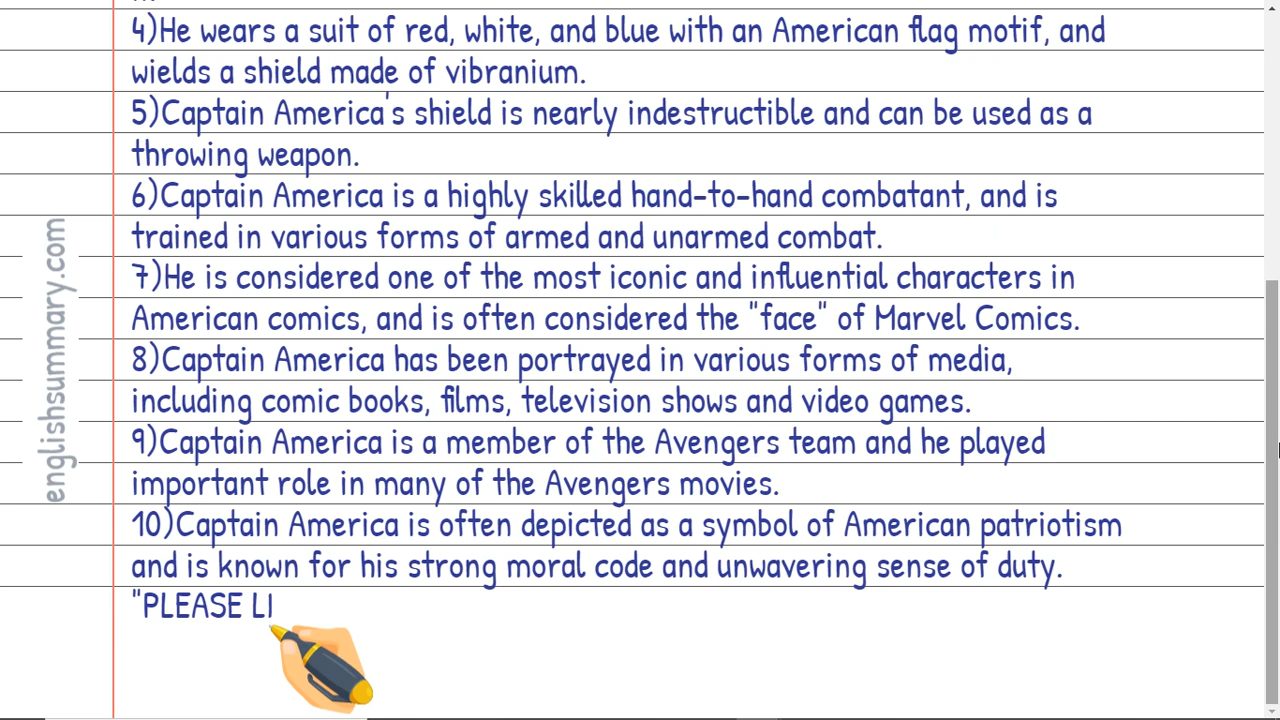 4)He wears a suit of red, white, and blue with an American flag motif, and
wields a shield made of vibranium.
5)Captain America's shield is nearly indestructible and can be used as a
throwing weapon.
6)Captain America is a highly skilled hand-to-hand combatant, and is
trained in various forms of armed and unarmed combat.
7)He is considered one of the most iconic and influential characters in
American comics, and is often considered the "face" of Marvel Comics.
8)Captain America has been portrayed in various forms of media,
including comic books, films, television shows and video games.
9)Captain America is a member of the Avengers team and he played
important role in many of the Avengers movies.
10)Captain America is often depicted as a symbol of American patriotism
and is known for his strong moral code and unwavering sense of duty.
"PLEASE LI
englishsummary.com